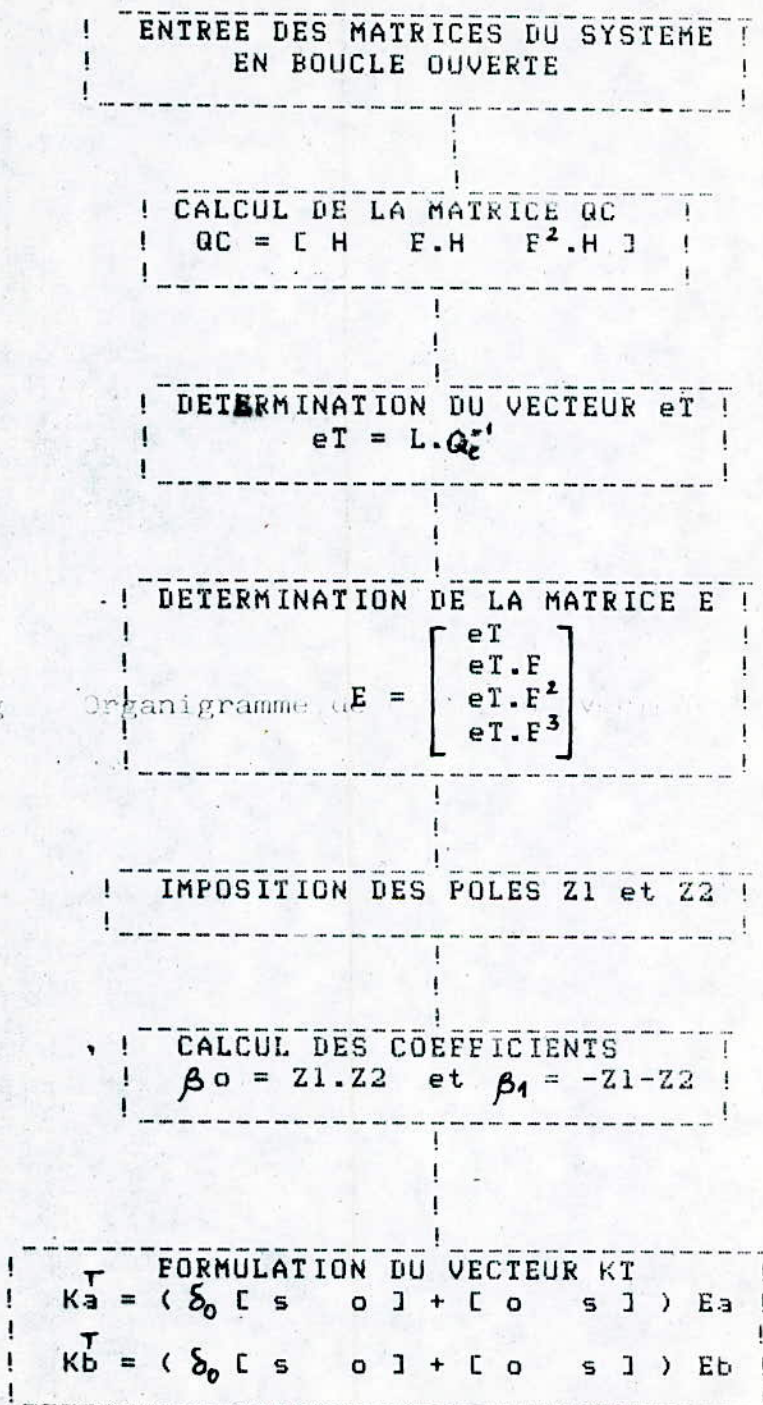 ENTREE DES MATRICES DU SYSTEME
EN BOUCLE OUVERTE
CALCUL DE LA MATRICE QC
QC = [ H F.H F².H ]
DETERMINATION DU VECTEUR eT
eT = L.Qc⁻¹
DETERMINATION DE LA MATRICE E
E = [ eT
eT.F
eT.F²
eT.F³ ]
Organigramme de
IMPOSITION DES POLES Z1 et Z2
CALCUL DES COEFFICIENTS
βo = Z1.Z2 et β1 = -Z1-Z2
FORMULATION DU VECTEUR KT
Kaᵀ = ( δ₀ [ s o ] + [ o s ] ) Ea
Kbᵀ = ( δ₀ [ s o ] + [ o s ] ) Eb